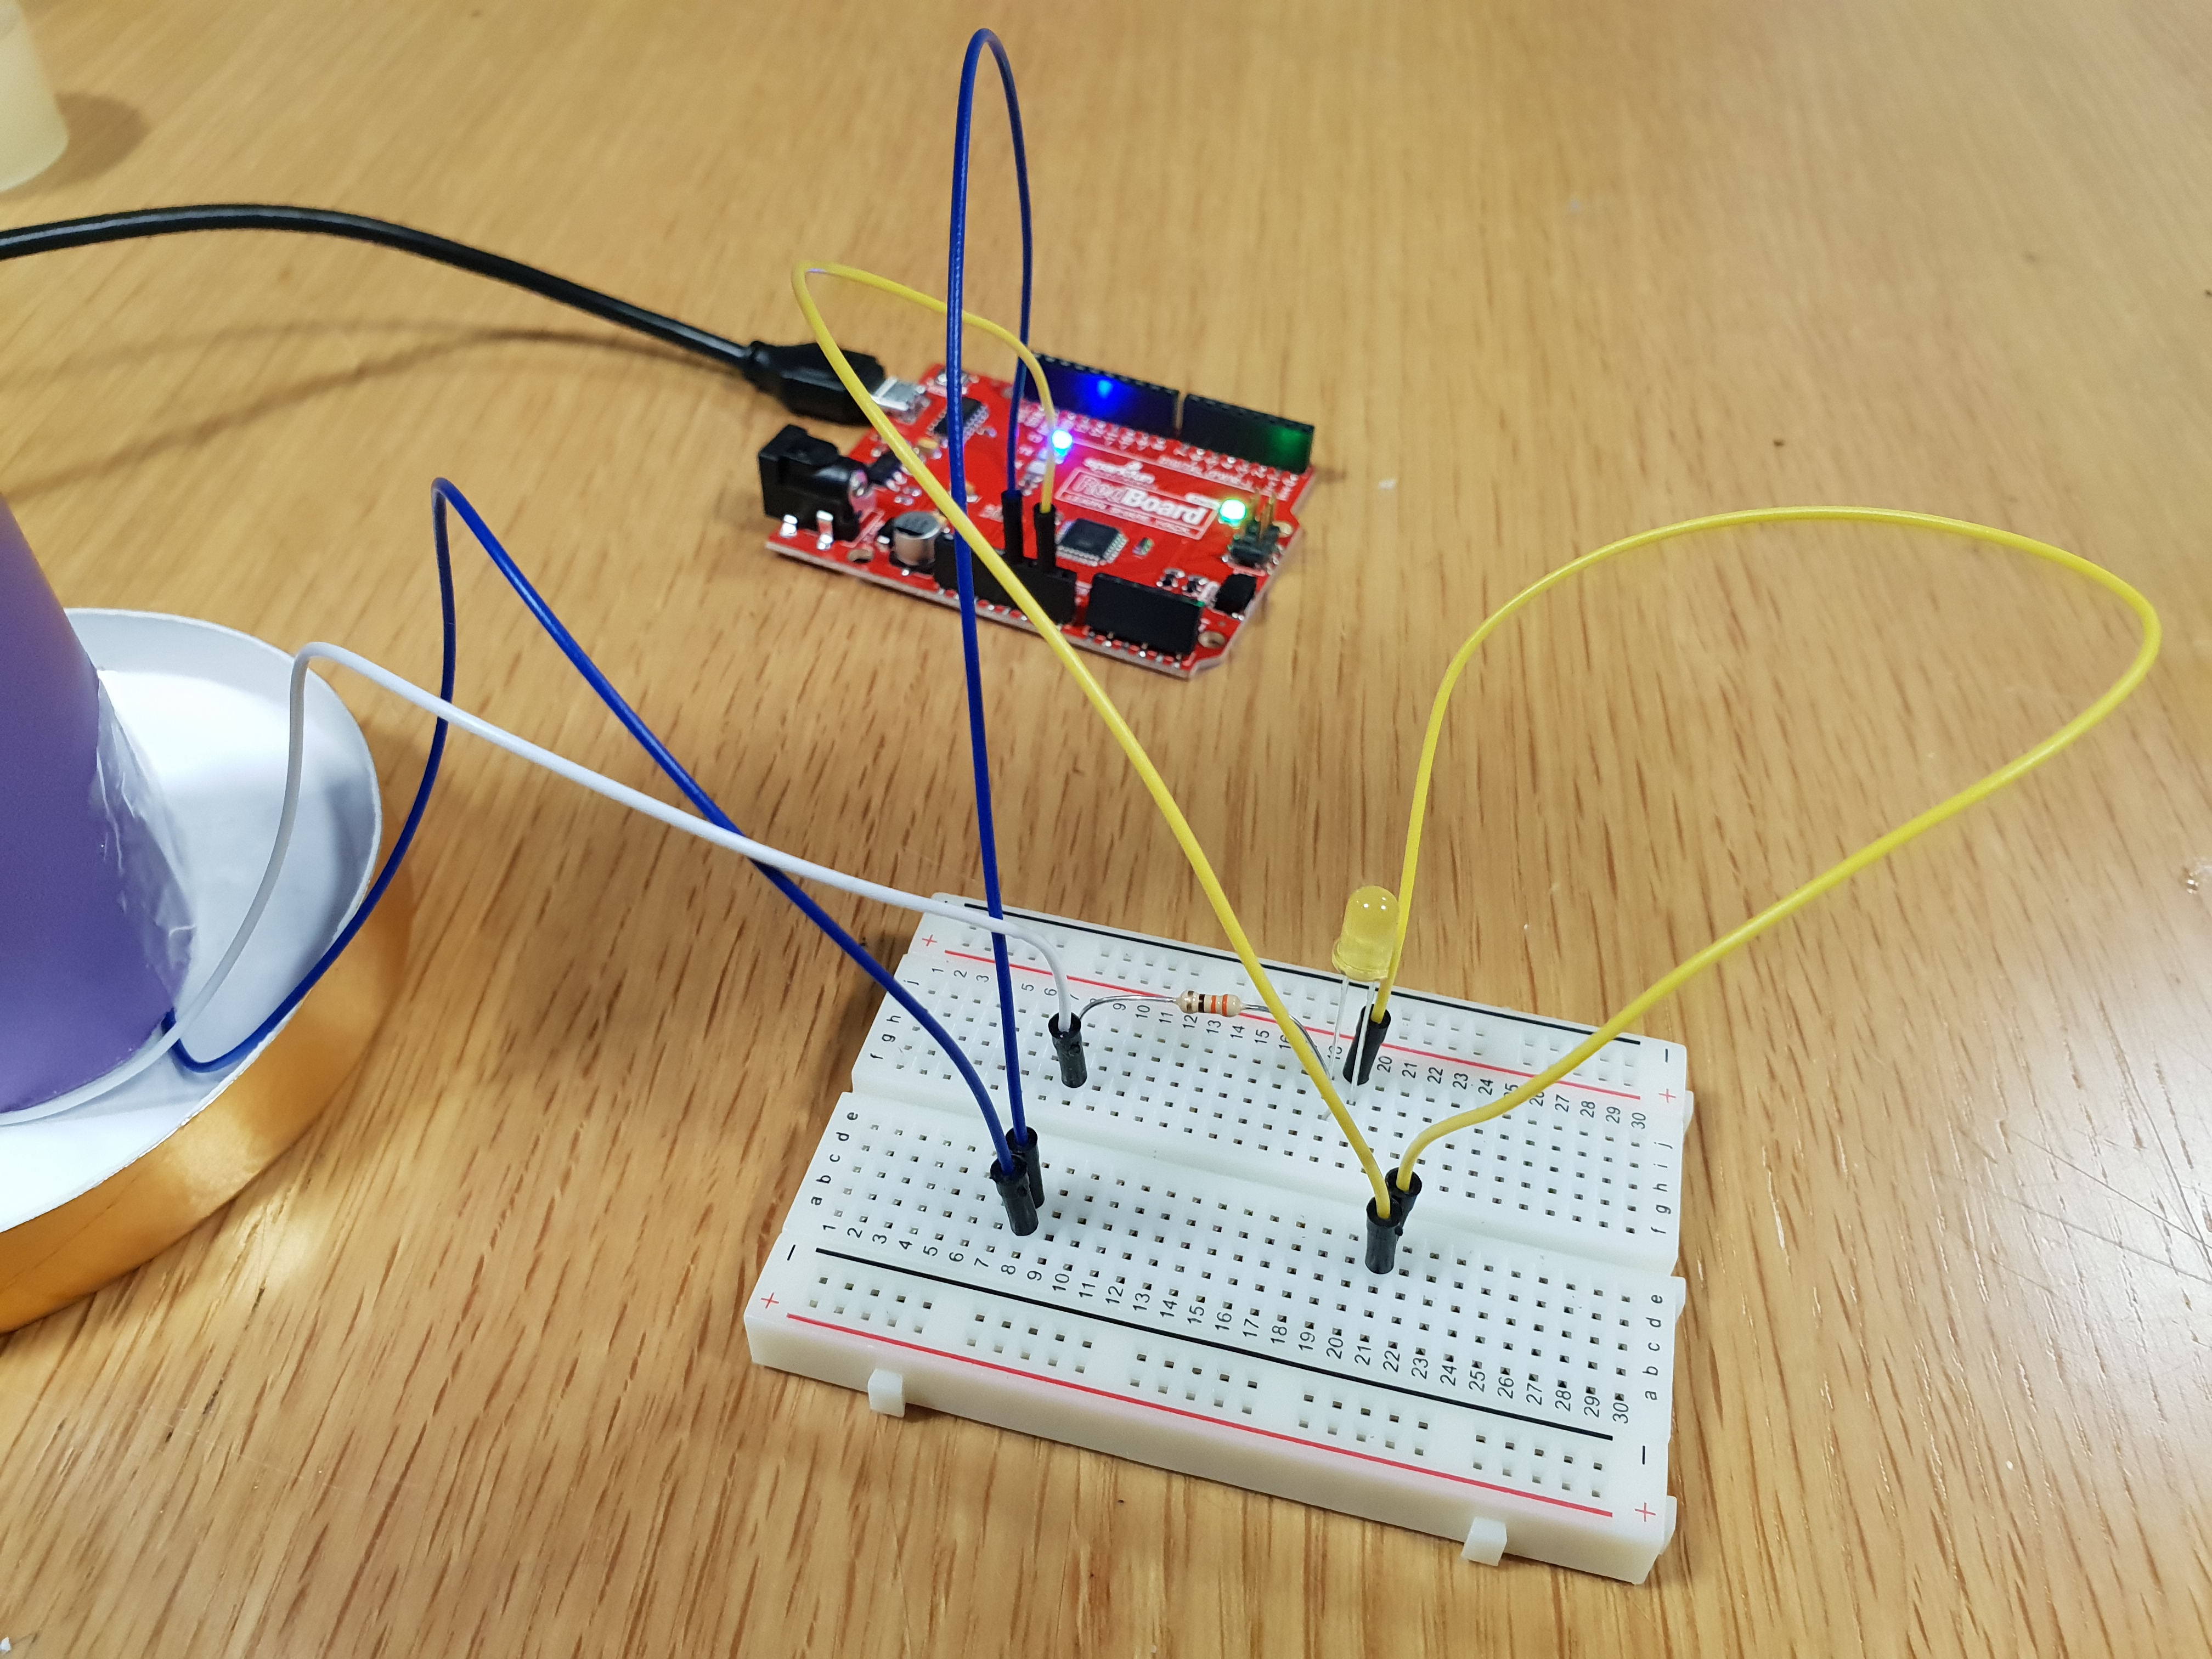 RedBoard
− +
+ −
1 2 3 5 6 7 9 10 11 12 13 14 15 16 20 21 22 23 24 25 26 27 28 29 30
j h g f
j i h g f
e d c b a
e d c b a
1 2 3 4 5 6 7 8 9 10 11 12 13 14 15 16 17 18 19 20 21 22 23 24 25 26 27 28 29 30
− −
+ +